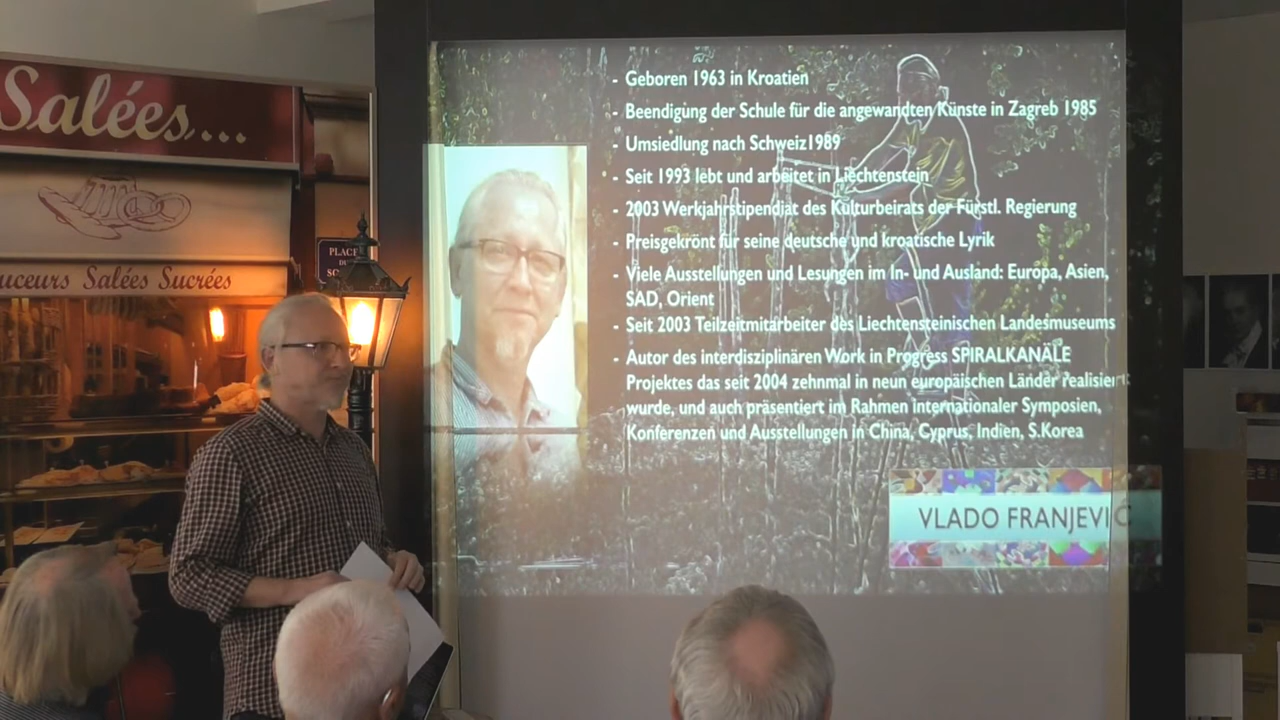 Salées...
uceurs Salées Sucrées
PLACE
- Geboren 1963 in Kroatien
- Beendigung der Schule für die angewandten Künste in Zagreb 1985
- Umsiedlung nach Schweiz1989
- Seit 1993 lebt und arbeitet in Liechtenstein
- 2003 Werkjahrstipendiat des Kulturbeirats der Fürstl. Regierung
- Preisgekrönt für seine deutsche und kroatische Lyrik
- Viele Ausstellungen und Lesungen im In- und Ausland: Europa, Asien,
SAD, Orient
- Seit 2003 Teilzeitmitarbeiter des Liechtensteinischen Landesmuseums
- Autor des interdisziplinären Work in Progress SPIRALKANÄLE
Projektes das seit 2004 zehnmal in neun europäischen Länder realisiert
wurde, und auch präsentiert im Rahmen internationaler Symposien,
Konferenzen und Ausstellungen in China, Cyprus, Indien, S.Korea
VLADO FRANJEVIĆ